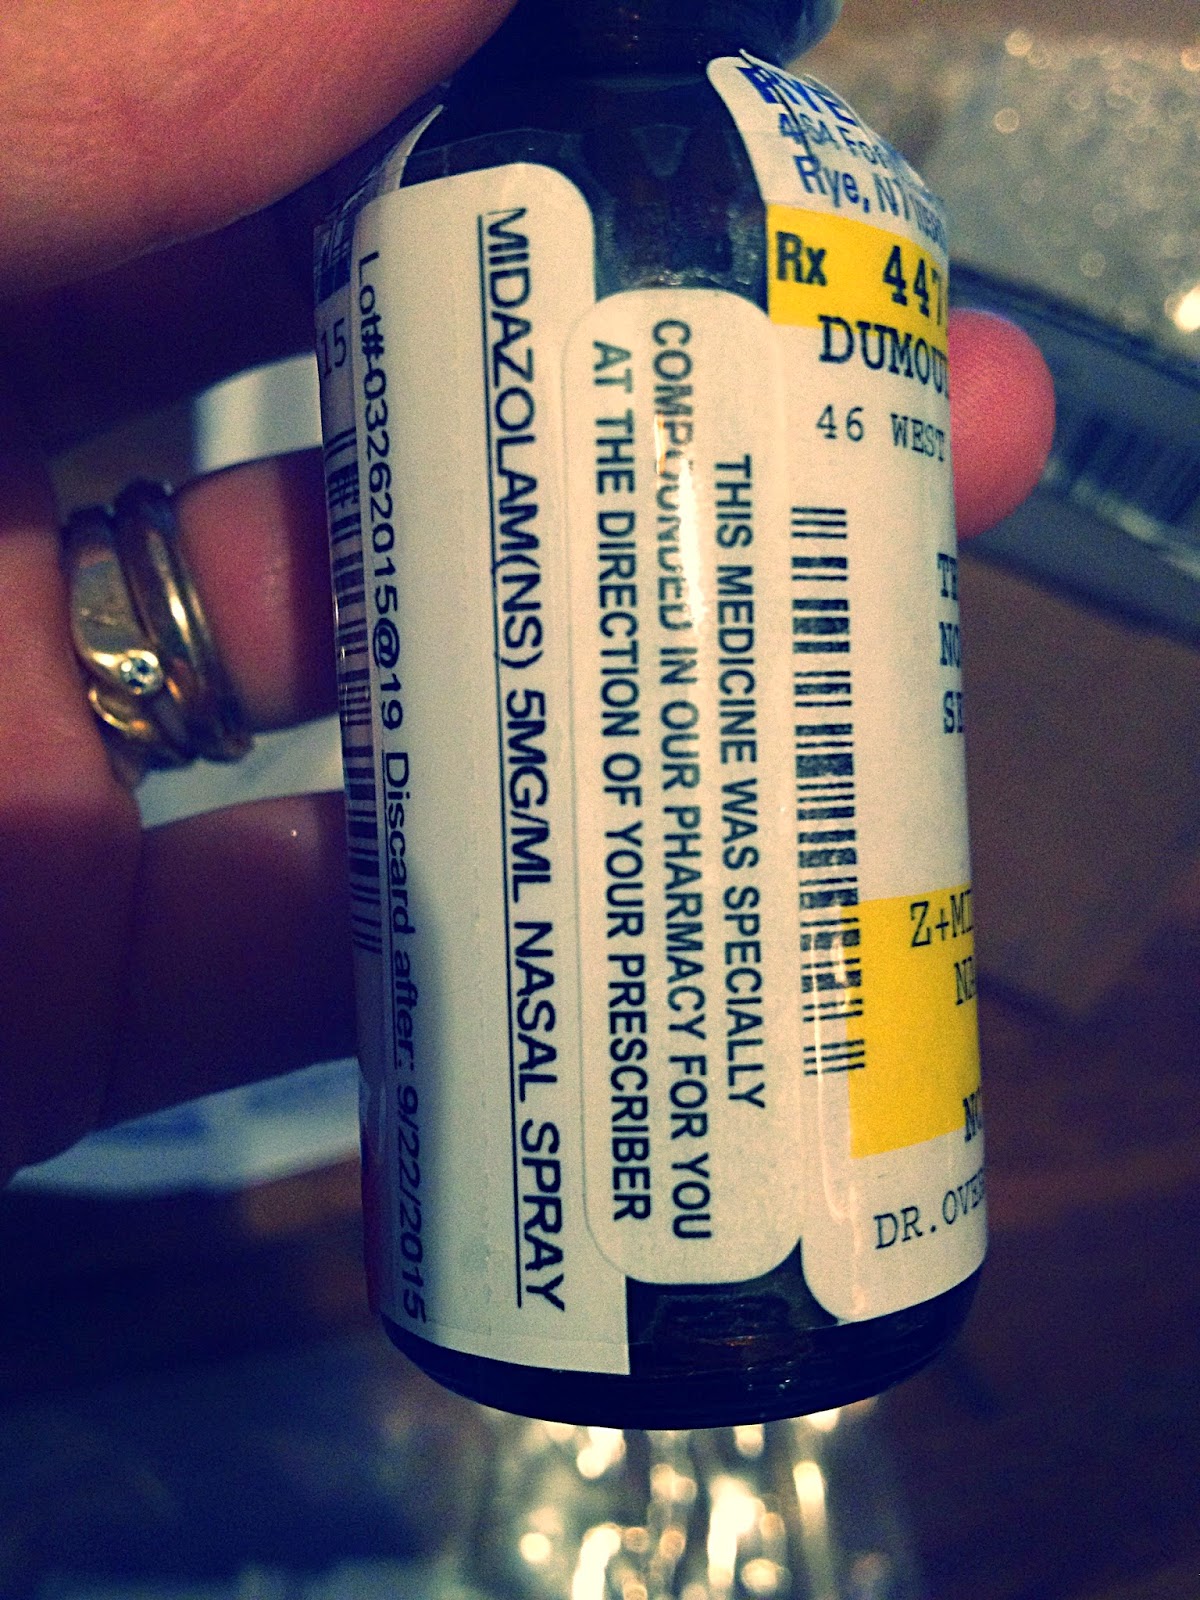 MIDAZOLAM(NS) 5MG/ML NASAL SPRAY
Lot#:03262015@19 Discard after: 9/22/2015
15
THIS MEDICINE WAS SPECIALLY
COMPOUNDED IN OUR PHARMACY FOR YOU
AT THE DIRECTION OF YOUR PRESCRIBER
RYE
Rye, NY
Rx 447
DUMOU
46 WEST
Z+MI
DR.OVE